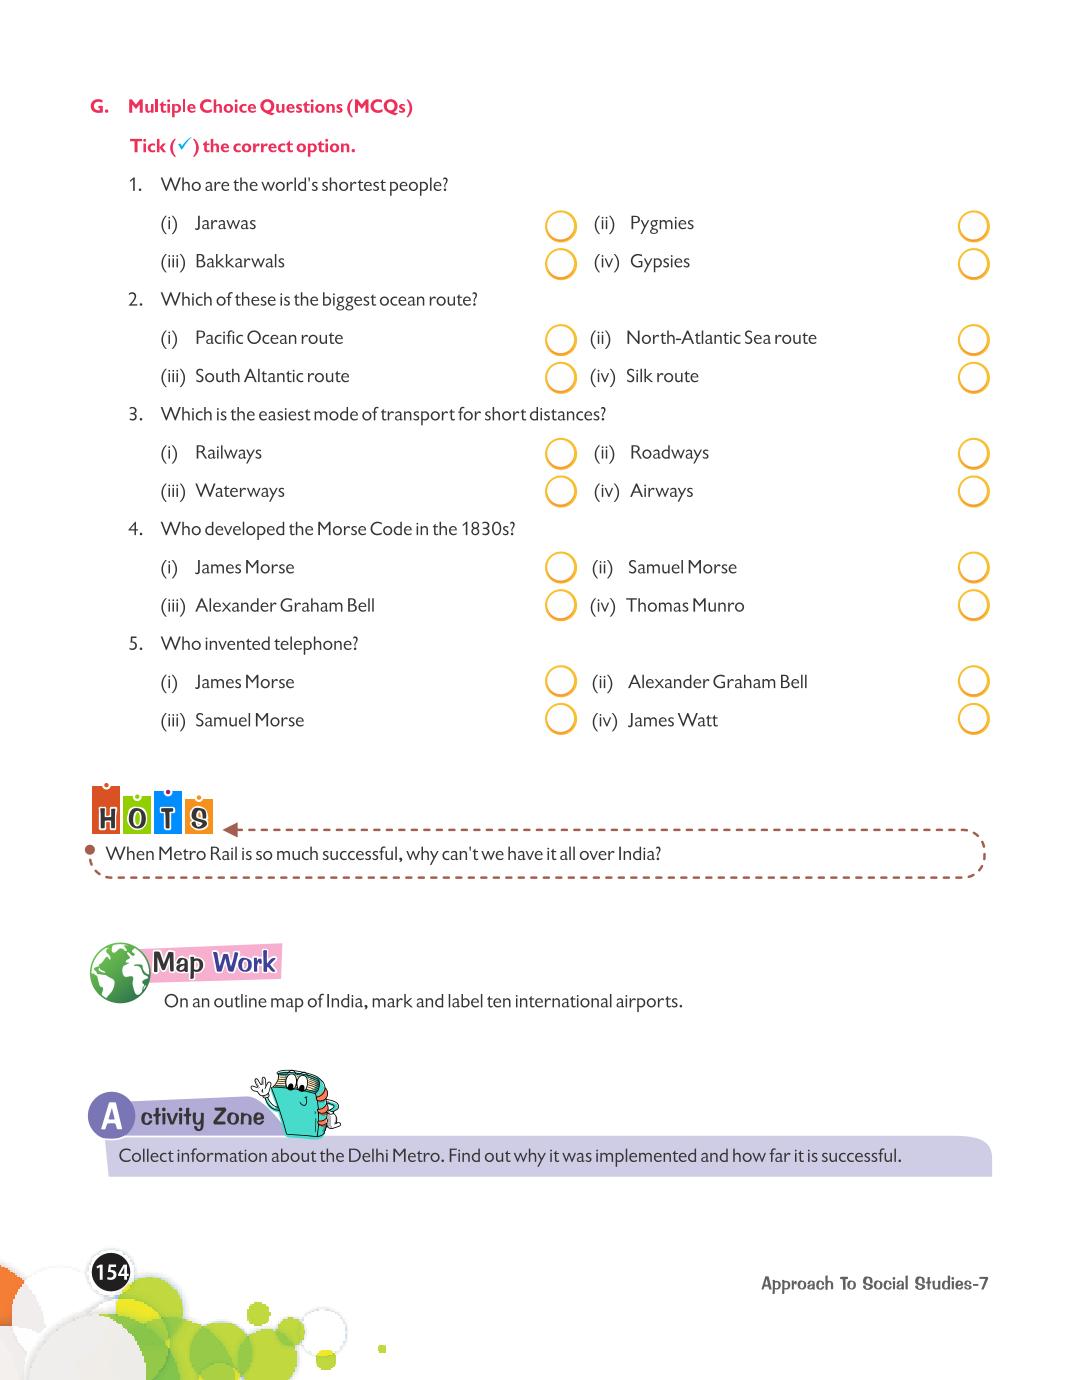 G. Multiple Choice Questions (MCQs)
Tick (✓) the correct option.
1. Who are the world's shortest people?
(i) Jarawas (ii) Pygmies
(iii) Bakkarwals (iv) Gypsies
2. Which of these is the biggest ocean route?
(i) Pacific Ocean route (ii) North-Atlantic Sea route
(iii) South Altantic route (iv) Silk route
3. Which is the easiest mode of transport for short distances?
(i) Railways (ii) Roadways
(iii) Waterways (iv) Airways
4. Who developed the Morse Code in the 1830s?
(i) James Morse (ii) Samuel Morse
(iii) Alexander Graham Bell (iv) Thomas Munro
5. Who invented telephone?
(i) James Morse (ii) Alexander Graham Bell
(iii) Samuel Morse (iv) James Watt
HOTS
When Metro Rail is so much successful, why can't we have it all over India?
Map Work
On an outline map of India, mark and label ten international airports.
Activity Zone
Collect information about the Delhi Metro. Find out why it was implemented and how far it is successful.
154
Approach To Social Studies-7